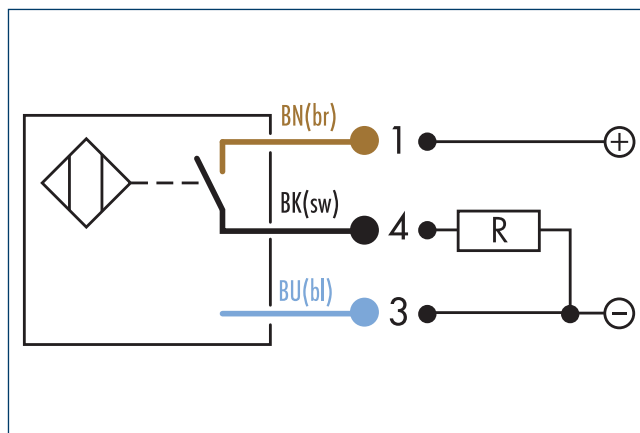 BN(br) 1 +
BK(sw) 4 R
BU(bl) 3 −